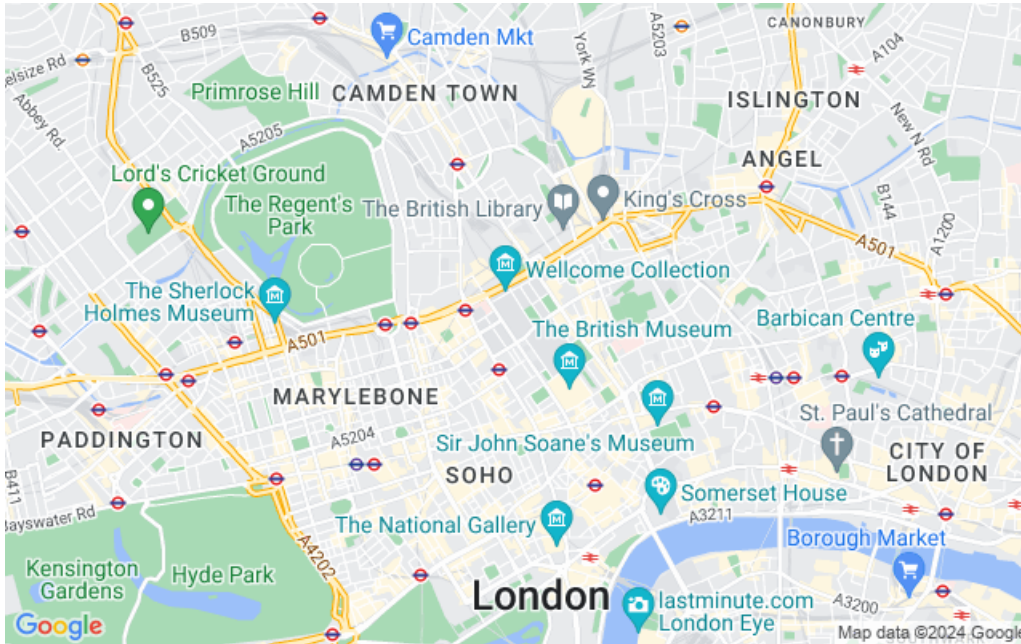 A5203
CANONBURY
B509
Camden Mkt
York Wy
A104
elsize Rd
B525
Primrose Hill
CAMDEN TOWN
ISLINGTON
Abbey Rd.
New N Rd
A5205
ANGEL
Lord's Cricket Ground
The Regent's
Park
The British Library
King's Cross
B144
A1200
A501
Wellcome Collection
The Sherlock
Holmes Museum
The British Museum
Barbican Centre
A501
MARYLEBONE
St. Paul's Cathedral
PADDINGTON
A5204
Sir John Soane's Museum
CITY OF
LONDON
B411
SOHO
Somerset House
Bayswater Rd
The National Gallery
A3211
A4202
Borough Market
Kensington
Gardens
Hyde Park
London
lastminute.com
London Eye
A3200
Google
Map data ©2024 Google